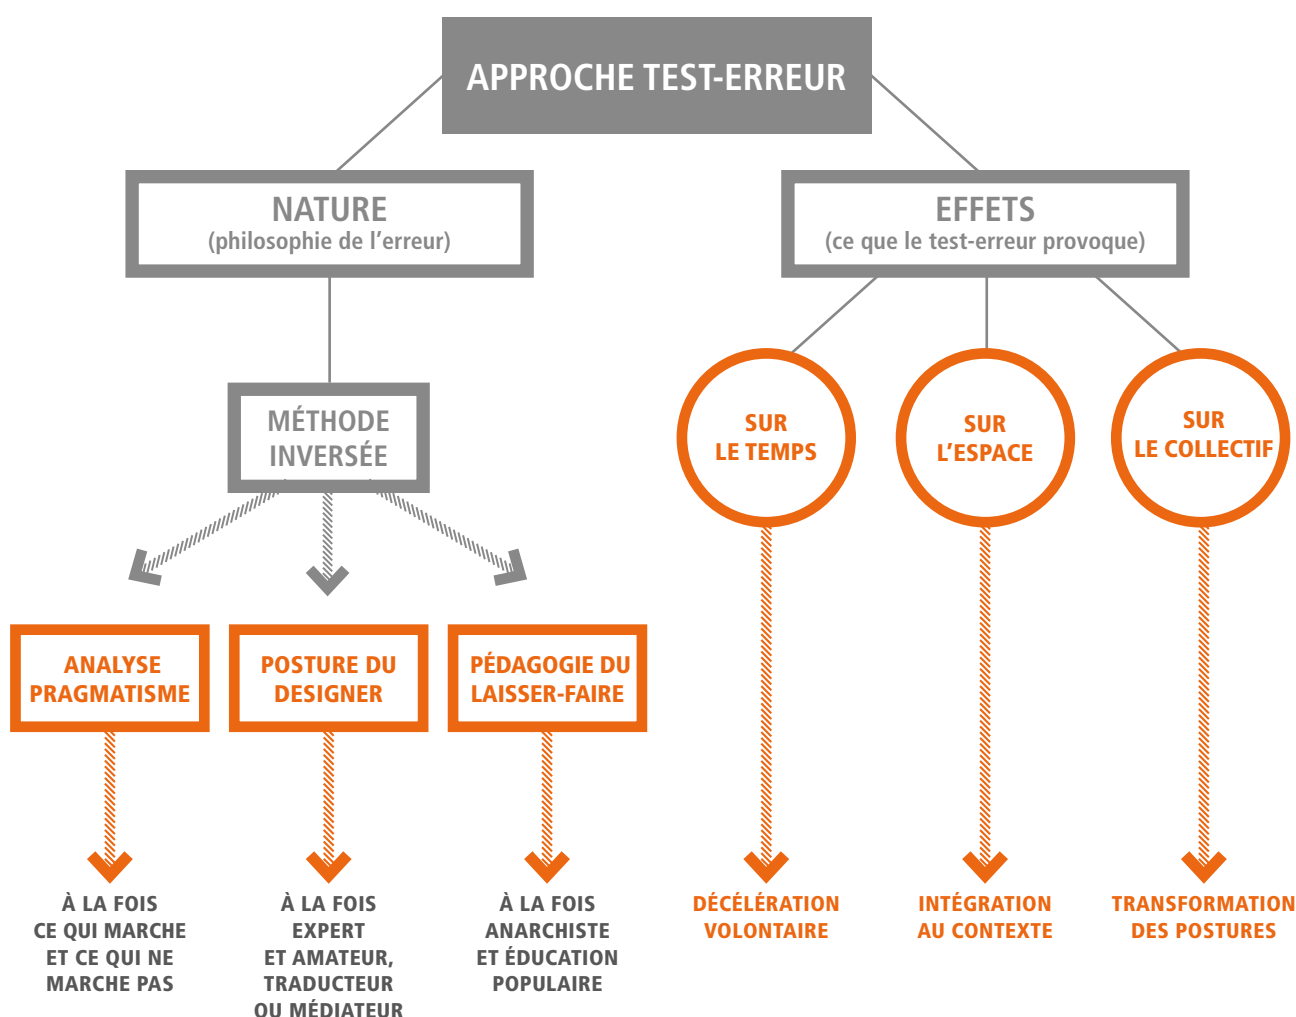 APPROCHE TEST-ERREUR
NATURE
(philosophie de l'erreur)
EFFETS
(ce que le test-erreur provoque)
MÉTHODE
INVERSÉE
SUR
LE TEMPS
SUR
L'ESPACE
SUR
LE COLLECTIF
ANALYSE
PRAGMATISME
POSTURE DU
DESIGNER
PÉDAGOGIE DU
LAISSER-FAIRE
À LA FOIS
CE QUI MARCHE
ET CE QUI NE
MARCHE PAS
À LA FOIS
EXPERT
ET AMATEUR,
TRADUCTEUR
OU MÉDIATEUR
À LA FOIS
ANARCHISTE
ET ÉDUCATION
POPULAIRE
DÉCÉLÉRATION
VOLONTAIRE
INTÉGRATION
AU CONTEXTE
TRANSFORMATION
DES POSTURES